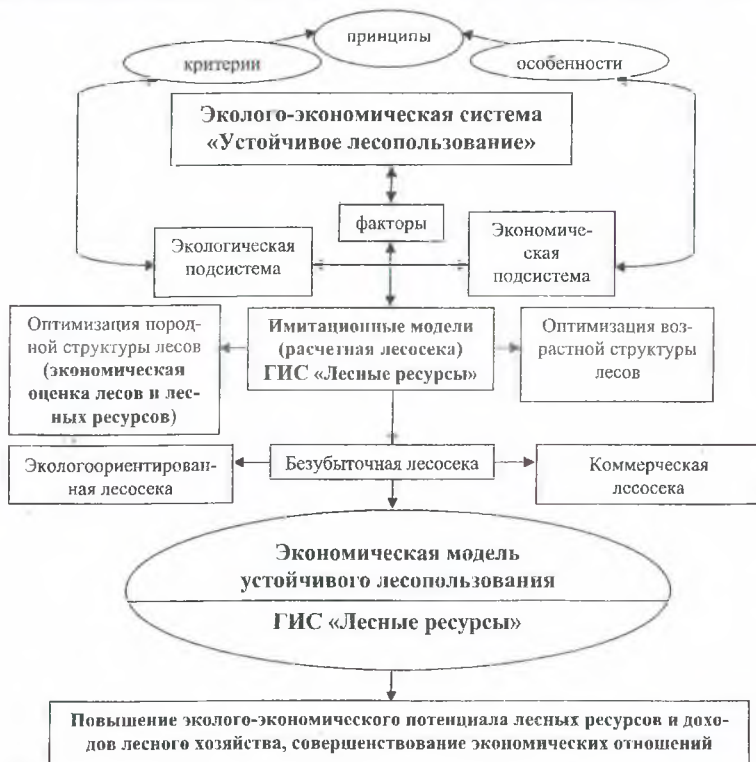 принципы
критерии
особенности
Эколого-экономическая система
«Устойчивое лесопользование»
факторы
Экологическая
подсистема
Экономиче-
ская
подсистема
Оптимизация пород-
ной структуры лесов
(экономическая
оценка лесов и лес-
ных ресурсов)
Имитационные модели
(расчетная лесосека)
ГИС «Лесные ресурсы»
Оптимизация воз-
растной структуры
лесов
Экологоориентирован-
ная лесосека
Безубыточная лесосека
Коммерческая
лесосека
Экономическая модель
устойчивого лесопользования
ГИС «Лесные ресурсы»
Повышение эколого-экономического потенциала лесных ресурсов и дохо-
дов лесного хозяйства, совершенствование экономических отношений